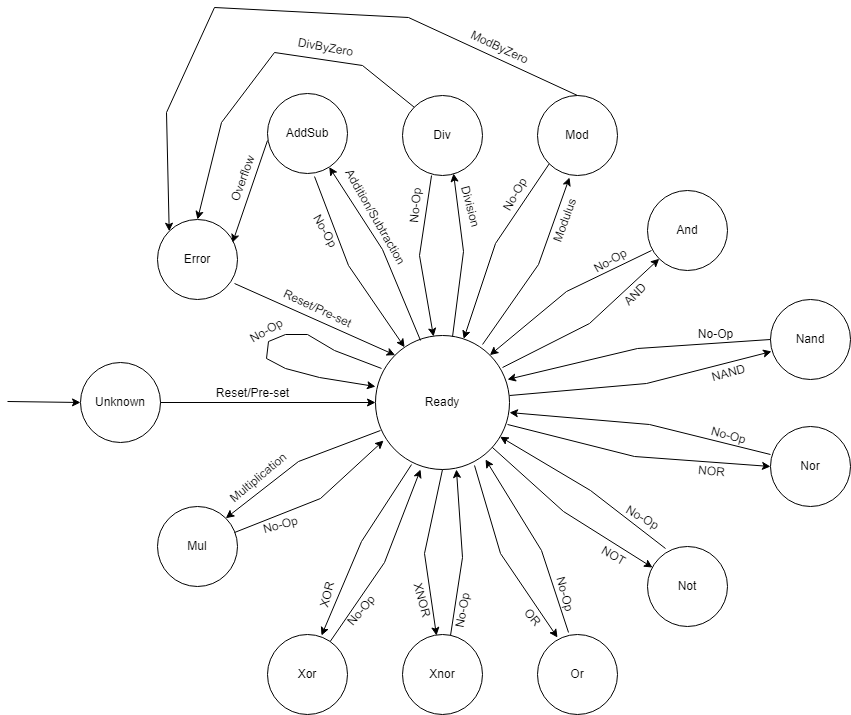 ModByZero
DivByZero
AddSub
Div
Mod
Overflow
No-Op
Addition/Subtraction
No-Op
Division
No-Op
Modulus
And
No-Op
AND
Error
Reset/Pre-set
No-Op
No-Op
Nand
NAND
Unknown
Reset/Pre-set
Ready
No-Op
NOR
Nor
Multiplication
No-Op
Mul
No-Op
NOT
Not
XOR
No-Op
XNOR
No-Op
OR
No-Op
Xor
Xnor
Or